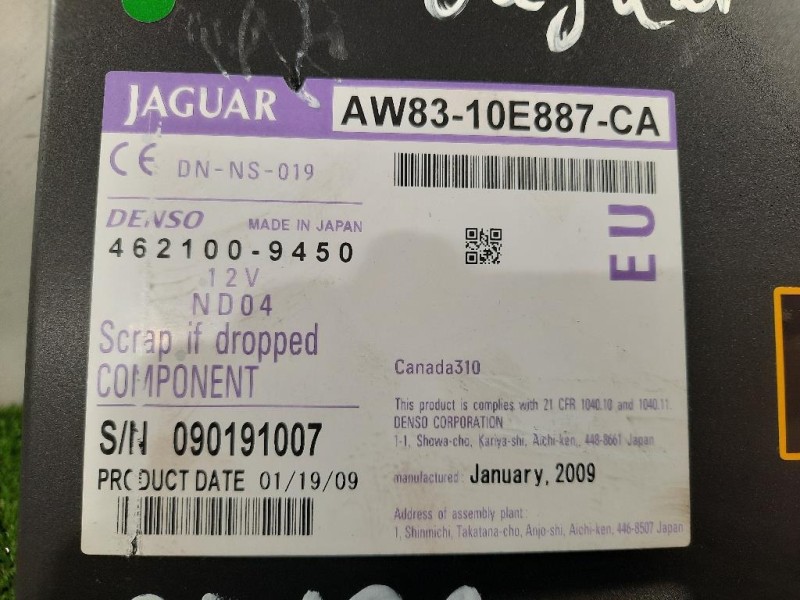 JAGUAR AW83-10E887-CA
CE DN-NS-019
DENSO MADE IN JAPAN
462100-9450
12V
ND04
Scrap if dropped
COMPONENT
S/N 090191007
PRODUCT DATE 01/19/09
EU
Canada310
This product is complies with 21 CFR 1040.10 and 1040.11.
DENSO CORPORATION
1-1, Showa-cho, Kariya-shi, Aichi-ken, 448-8661 Japan
manufactured: January, 2009
Address of assembly plant:
1, Shinmichi, Takatana-cho, Anjo-shi, Aichi-ken, 446-8507 Japan